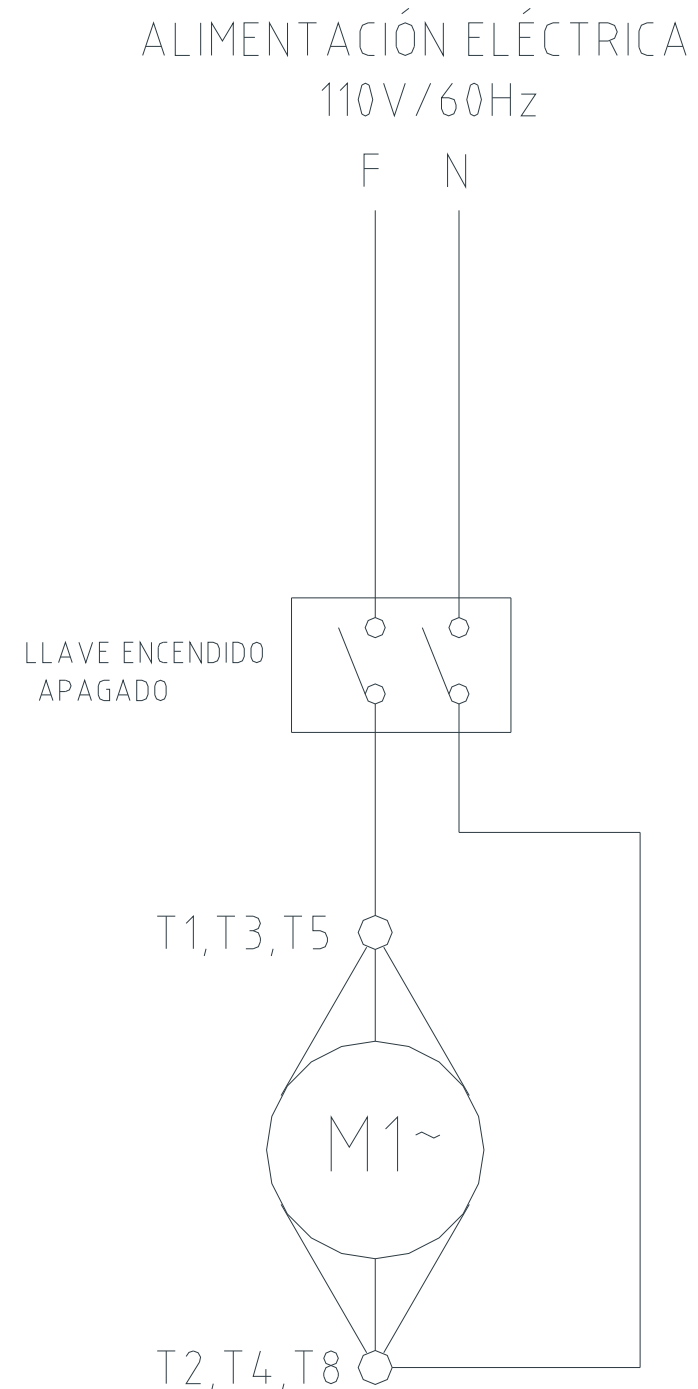 ALIMENTACIÓN ELÉCTRICA
110V/60Hz
F N
LLAVE ENCENDIDO
APAGADO
T1,T3,T5
M1~
T2,T4,T8